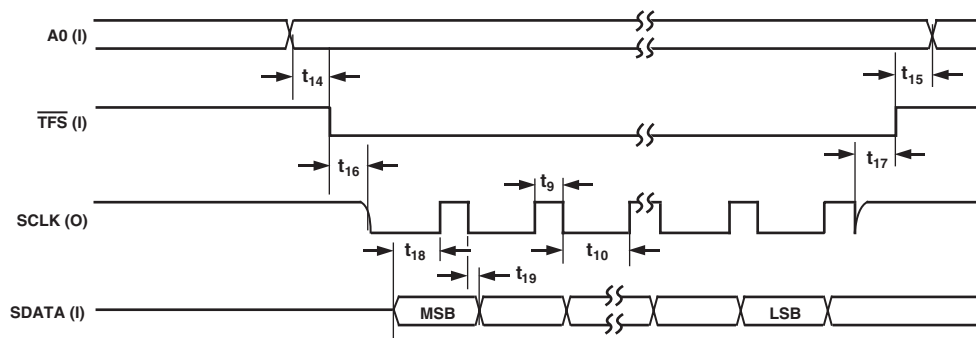 A0 (I)
t14
t15
TFS (I)
t16
t17
t9
SCLK (O)
t18
t10
t19
SDATA (I)
MSB
LSB